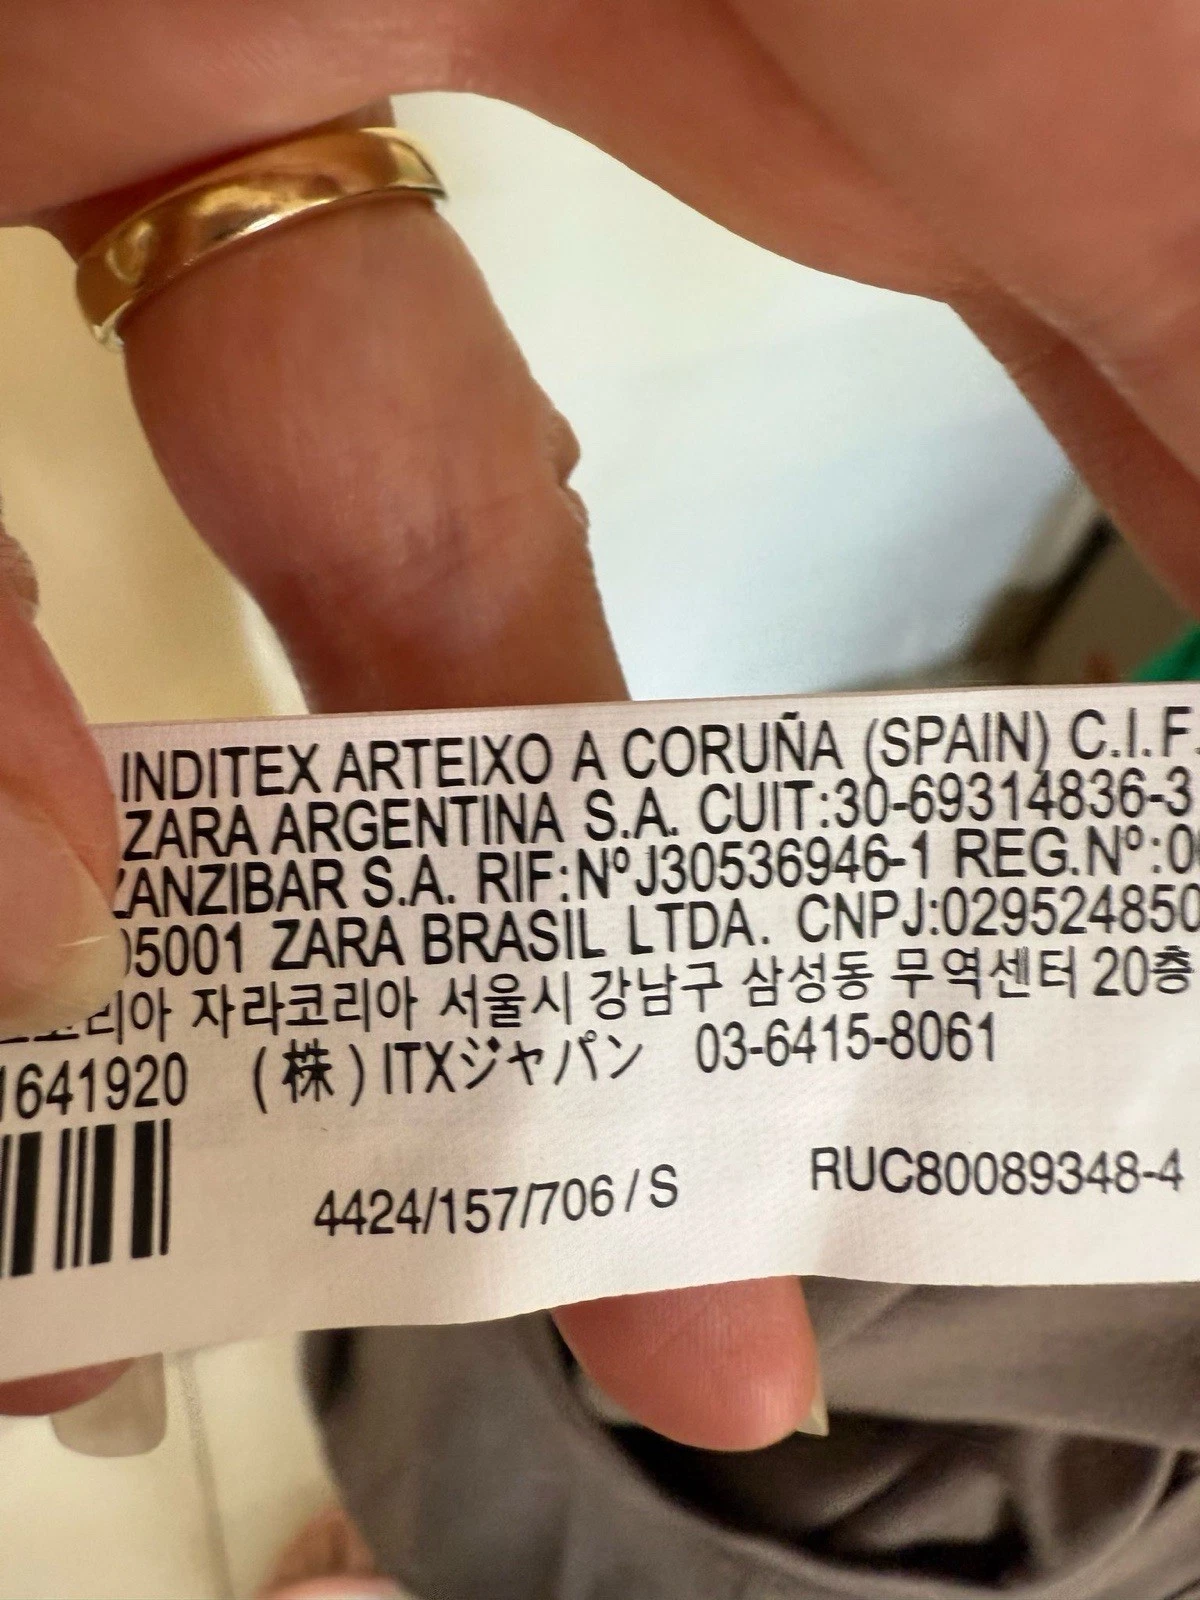 INDITEX ARTEIXO A CORUÑA (SPAIN) C.I.F.
ZARA ARGENTINA S.A. CUIT:30-69314836-3
ZANZIBAR S.A. RIF:NºJ30536946-1 REG.Nº:0
05001 ZARA BRASIL LTDA. CNPJ:029524850
코리아 자라코리아 서울시 강남구 삼성동 무역센터 20층
1641920 (株) ITXジャパン 03-6415-8061
4424/157/706/S RUC80089348-4